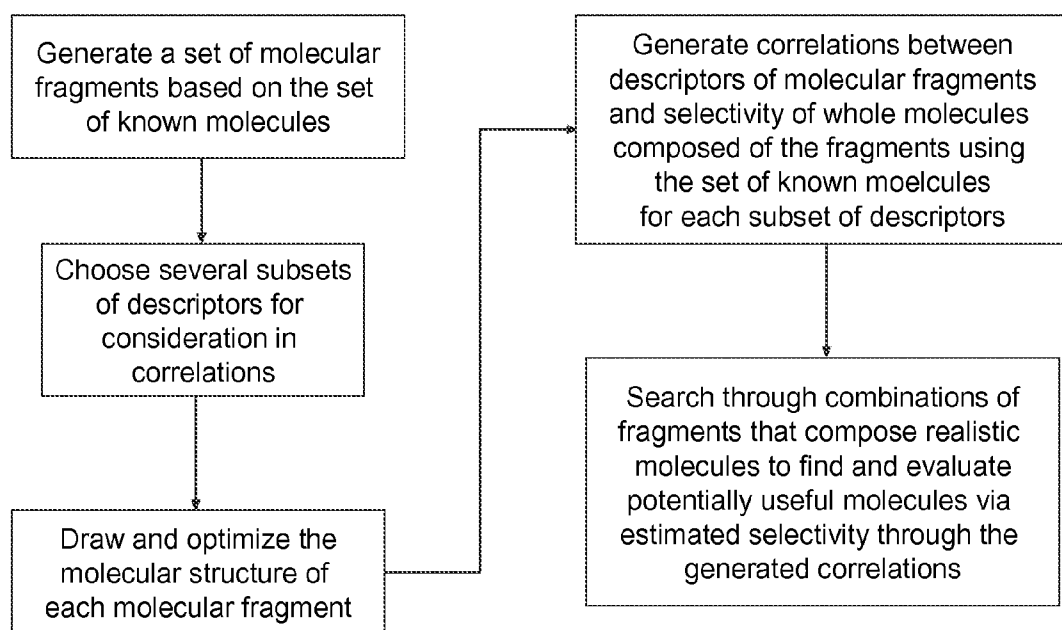 Generate a set of molecular
fragments based on the set
of known molecules
Choose several subsets
of descriptors for
consideration in
correlations
Draw and optimize the
molecular structure of
each molecular fragment
Generate correlations between
descriptors of molecular fragments
and selectivity of whole molecules
composed of the fragments using
the set of known moelcules
for each subset of descriptors
Search through combinations of
fragments that compose realistic
molecules to find and evaluate
potentially useful molecules via
estimated selectivity through the
generated correlations